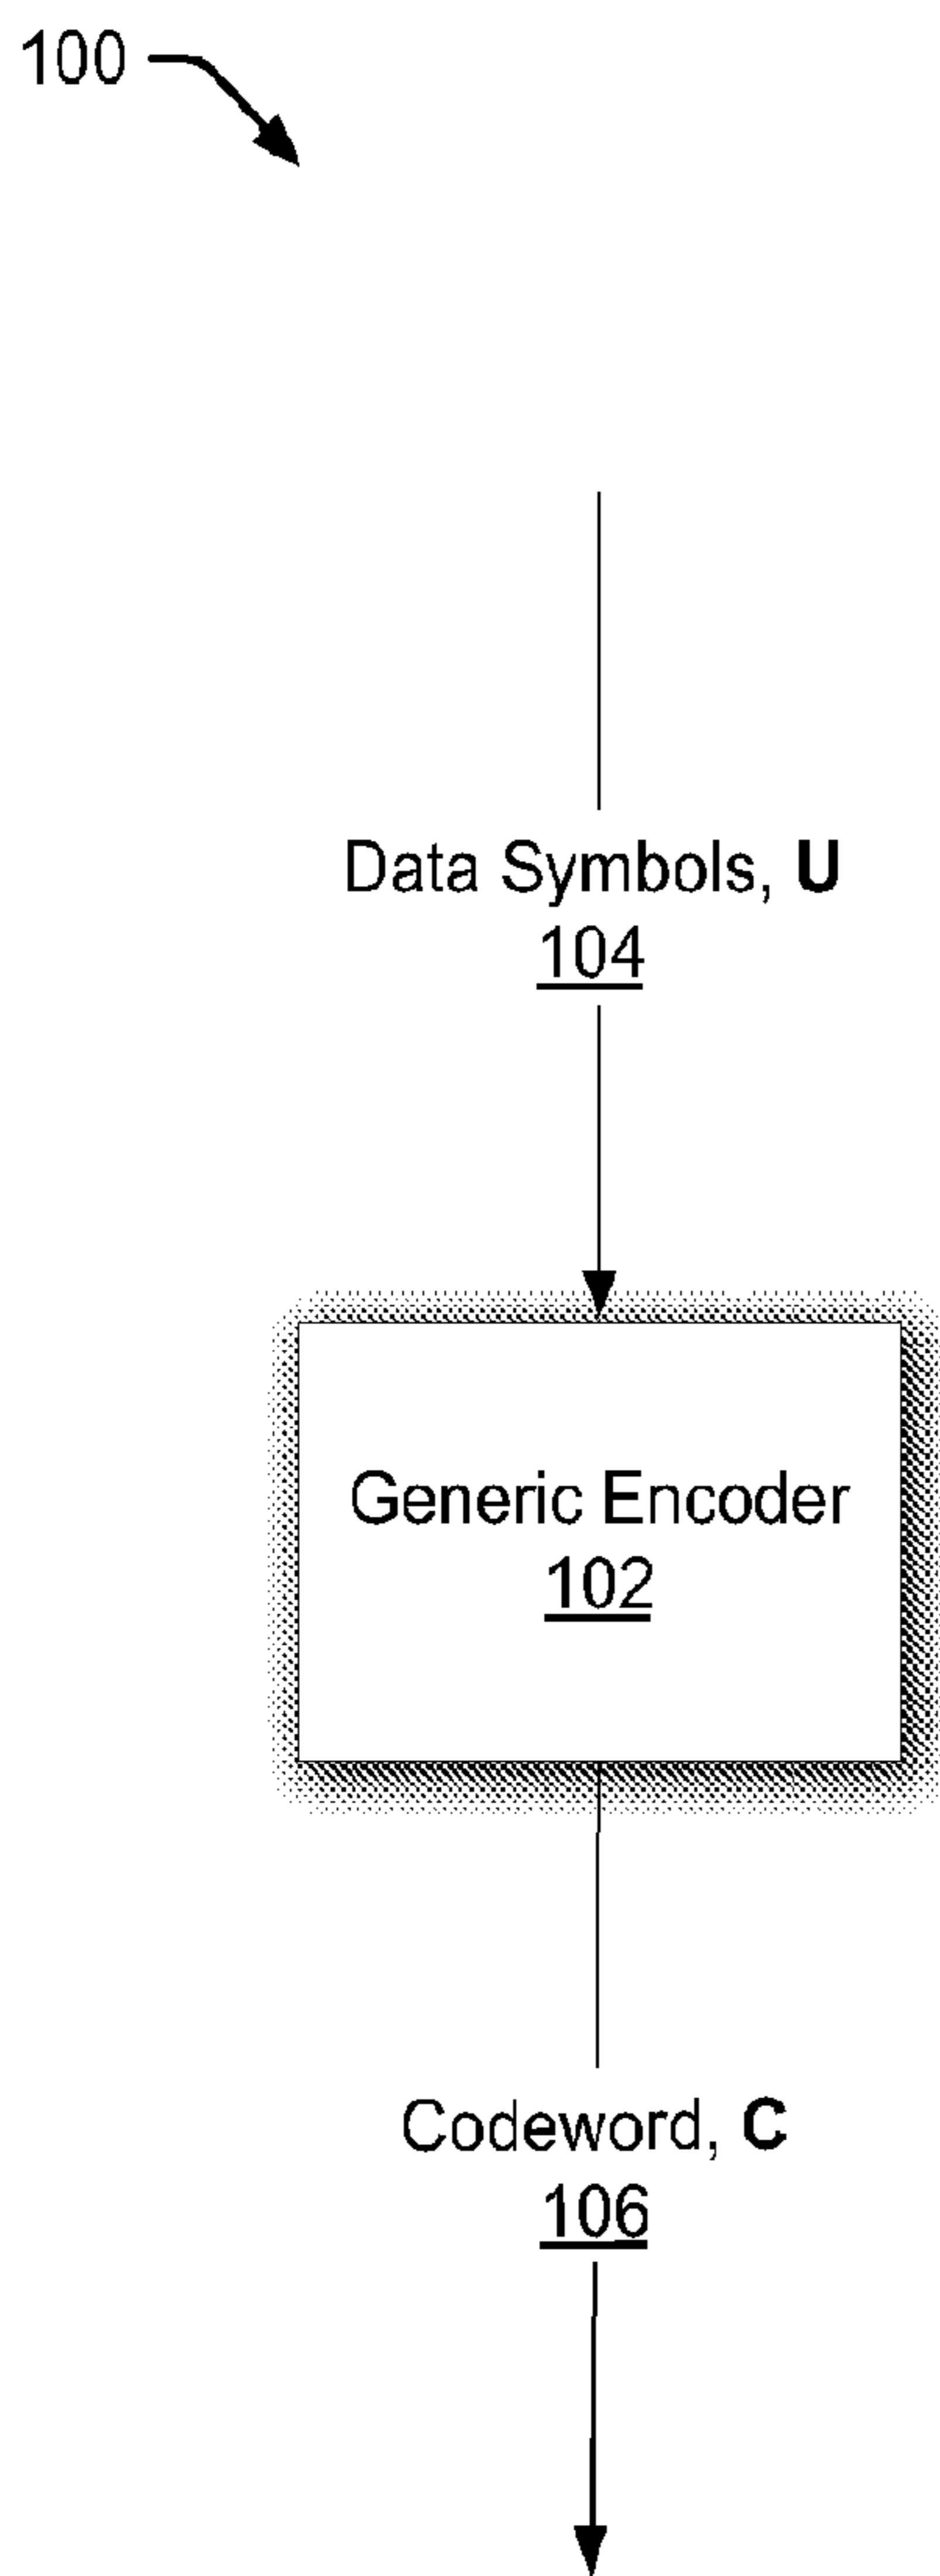 100
Data Symbols, U
104
Generic Encoder
102
Codeword, C
106